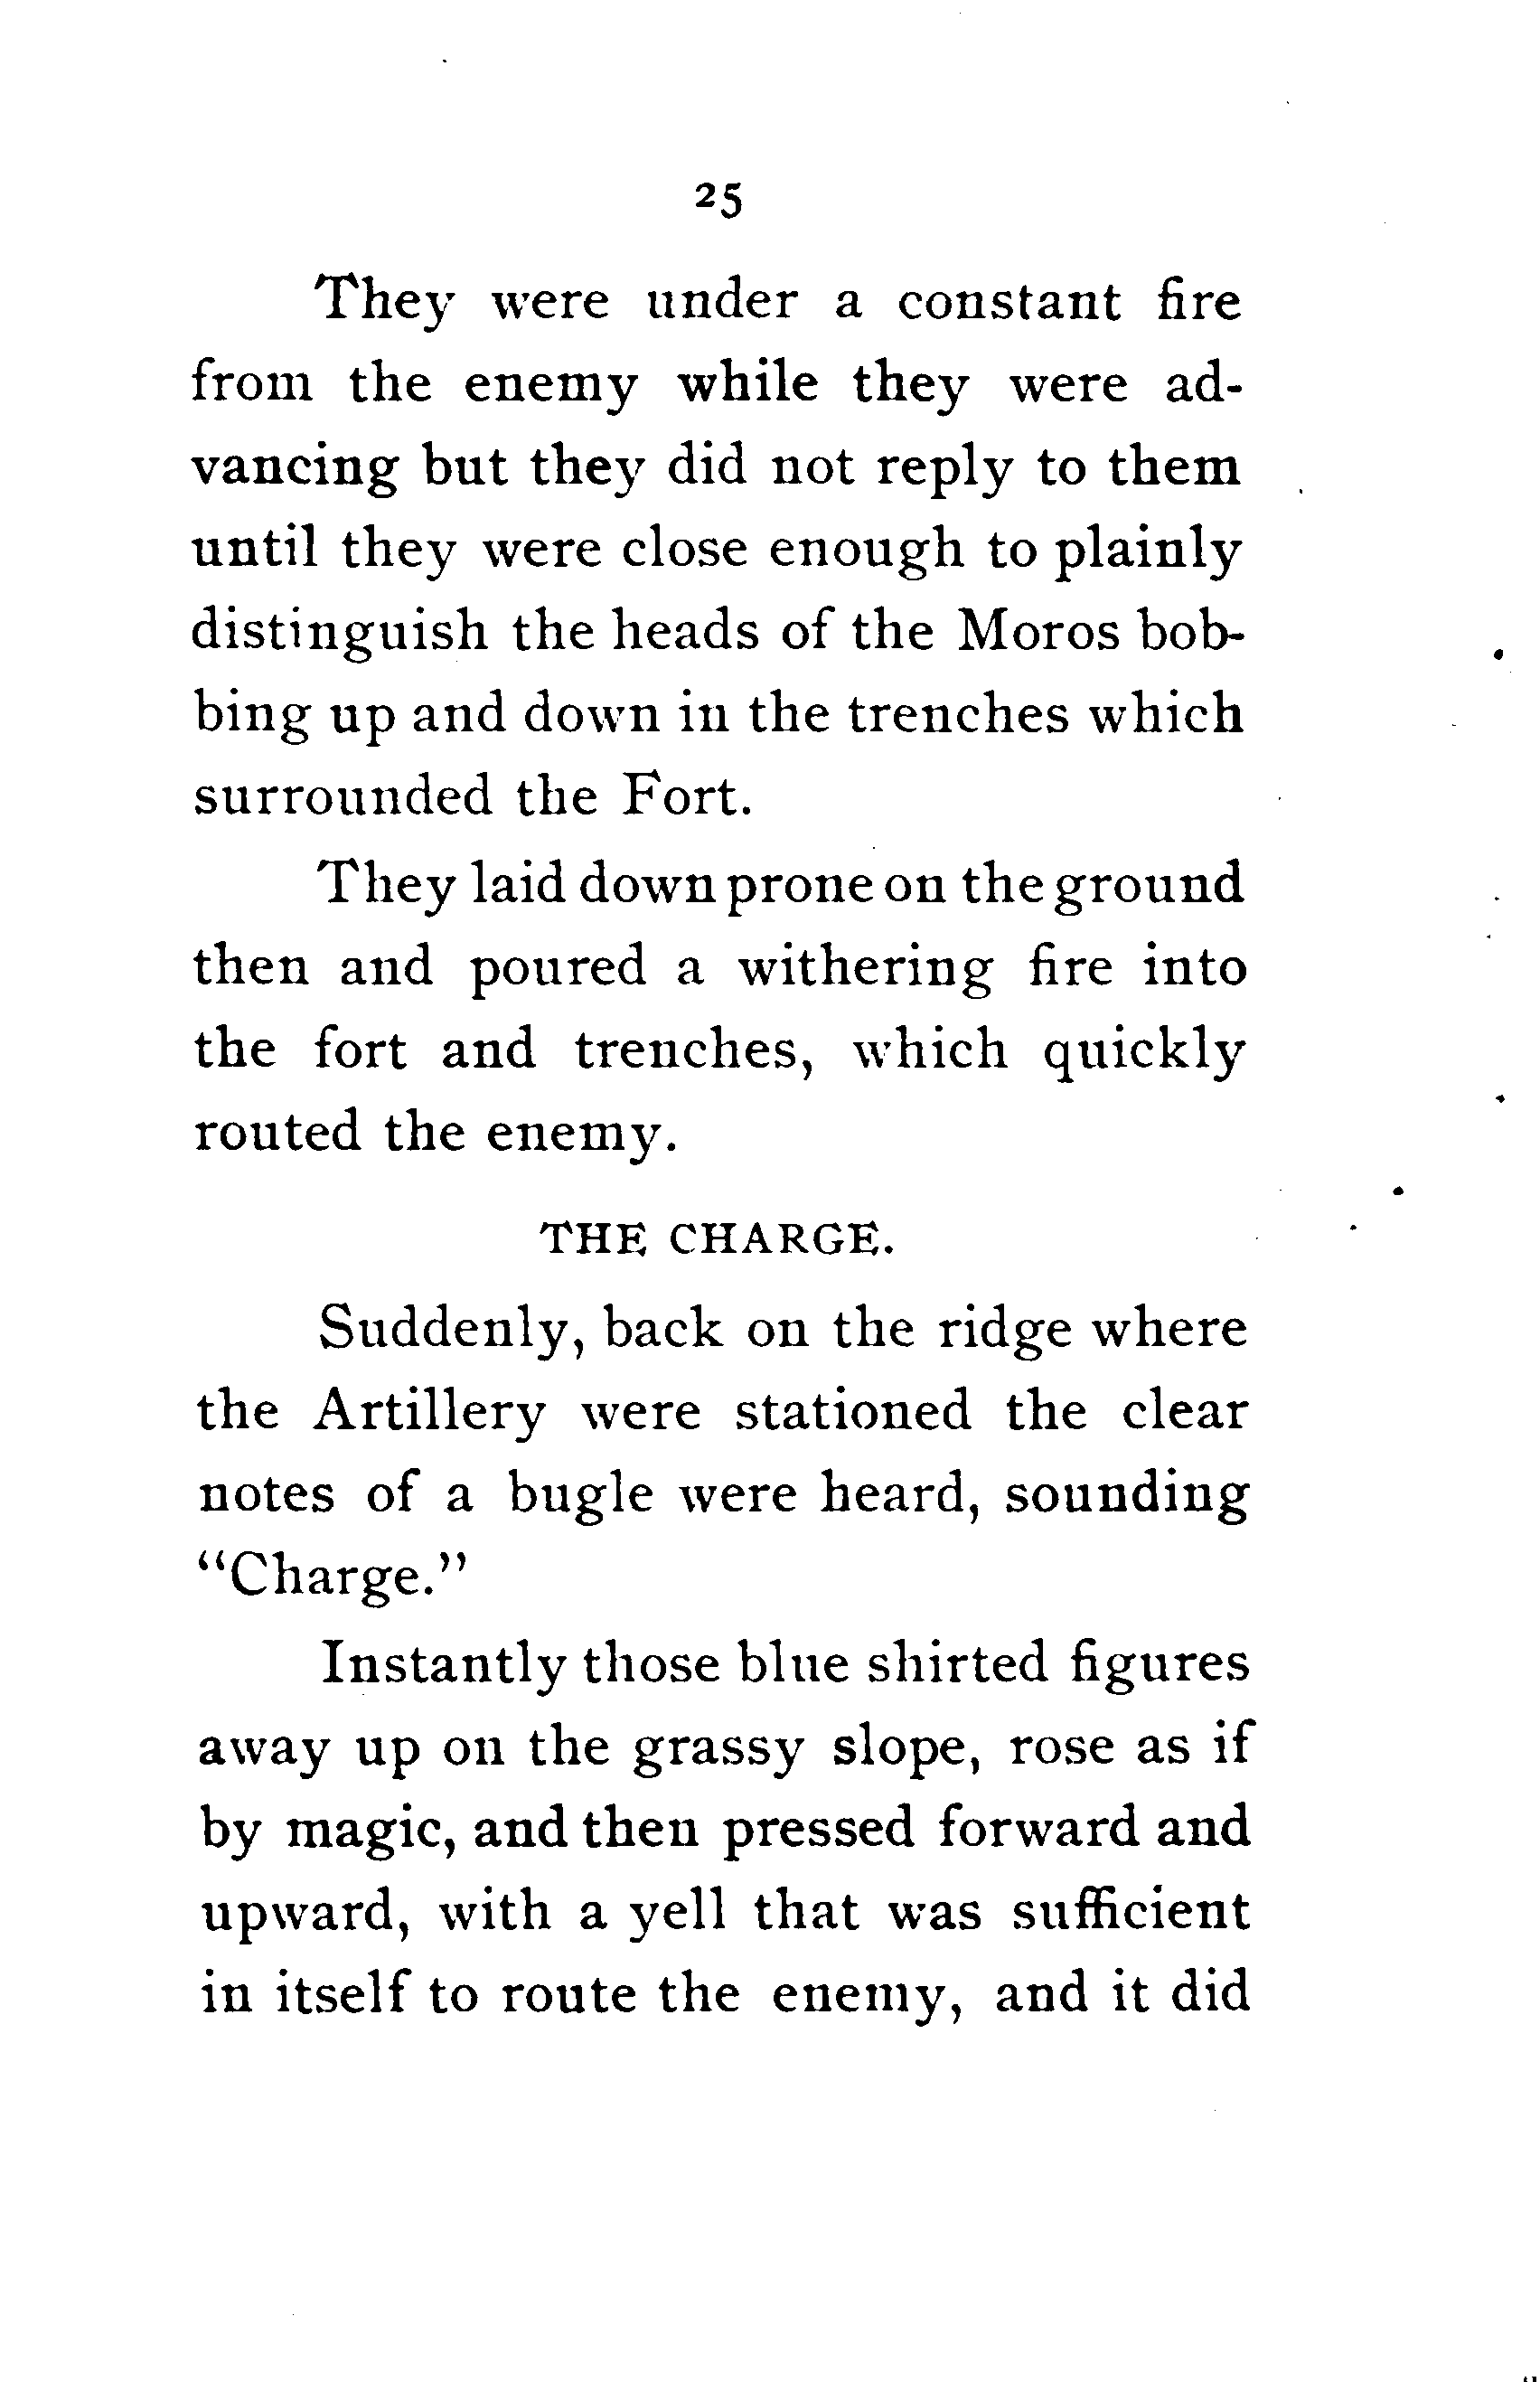 25
They were under a constant fire
from the enemy while they were ad-
vancing but they did not reply to them
until they were close enough to plainly
distinguish the heads of the Moros bob-
bing up and down in the trenches which
surrounded the Fort.
They laid down prone on the ground
then and poured a withering fire into
the fort and trenches, which quickly
routed the enemy.
THE CHARGE.
Suddenly, back on the ridge where
the Artillery were stationed the clear
notes of a bugle were heard, sounding
“Charge.”
Instantly those blue shirted figures
away up on the grassy slope, rose as if
by magic, and then pressed forward and
upward, with a yell that was sufficient
in itself to route the enemy, and it did